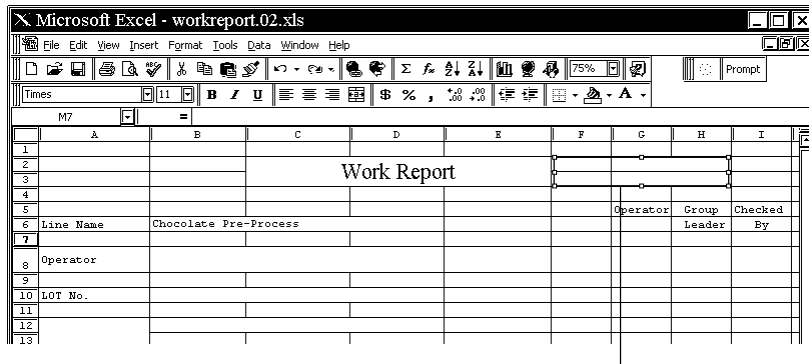 Microsoft Excel - workreport.02.xls
File Edit View Insert Format Tools Data Window Help
75% Prompt
Times 11 B I U $ % ,
M7 =
A B C D E F G H I
1
2
Work Report
3
4
5 Operator Group Checked
6 Line Name Chocolate Pre-Process Leader By
7
8 Operator
9
10 LOT No.
11
12
13